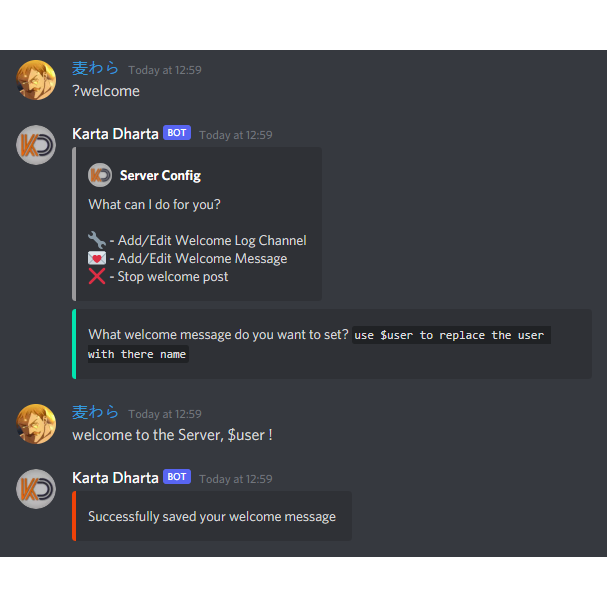 麦わら Today at 12:59
?welcome
Karta Dharta BOT Today at 12:59
Server Config
What can I do for you?
- Add/Edit Welcome Log Channel
- Add/Edit Welcome Message
- Stop welcome post
What welcome message do you want to set? use $user to replace the user
with there name
麦わら Today at 12:59
welcome to the Server, $user !
Karta Dharta BOT Today at 12:59
Successfully saved your welcome message